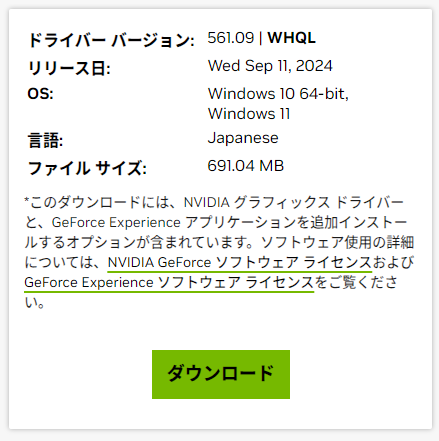 ドライバー バージョン: 561.09 | WHQL
リリース日: Wed Sep 11, 2024
OS: Windows 10 64-bit,
Windows 11
言語: Japanese
ファイル サイズ: 691.04 MB
*このダウンロードには、NVIDIA グラフィックス ドライバー
と、GeForce Experience アプリケーションを追加インストー
ルするオプションが含まれています。ソフトウェア使用の詳細
については、NVIDIA GeForce ソフトウェア ライセンスおよび
GeForce Experience ソフトウェア ライセンスをご覧くださ
い。
ダウンロード